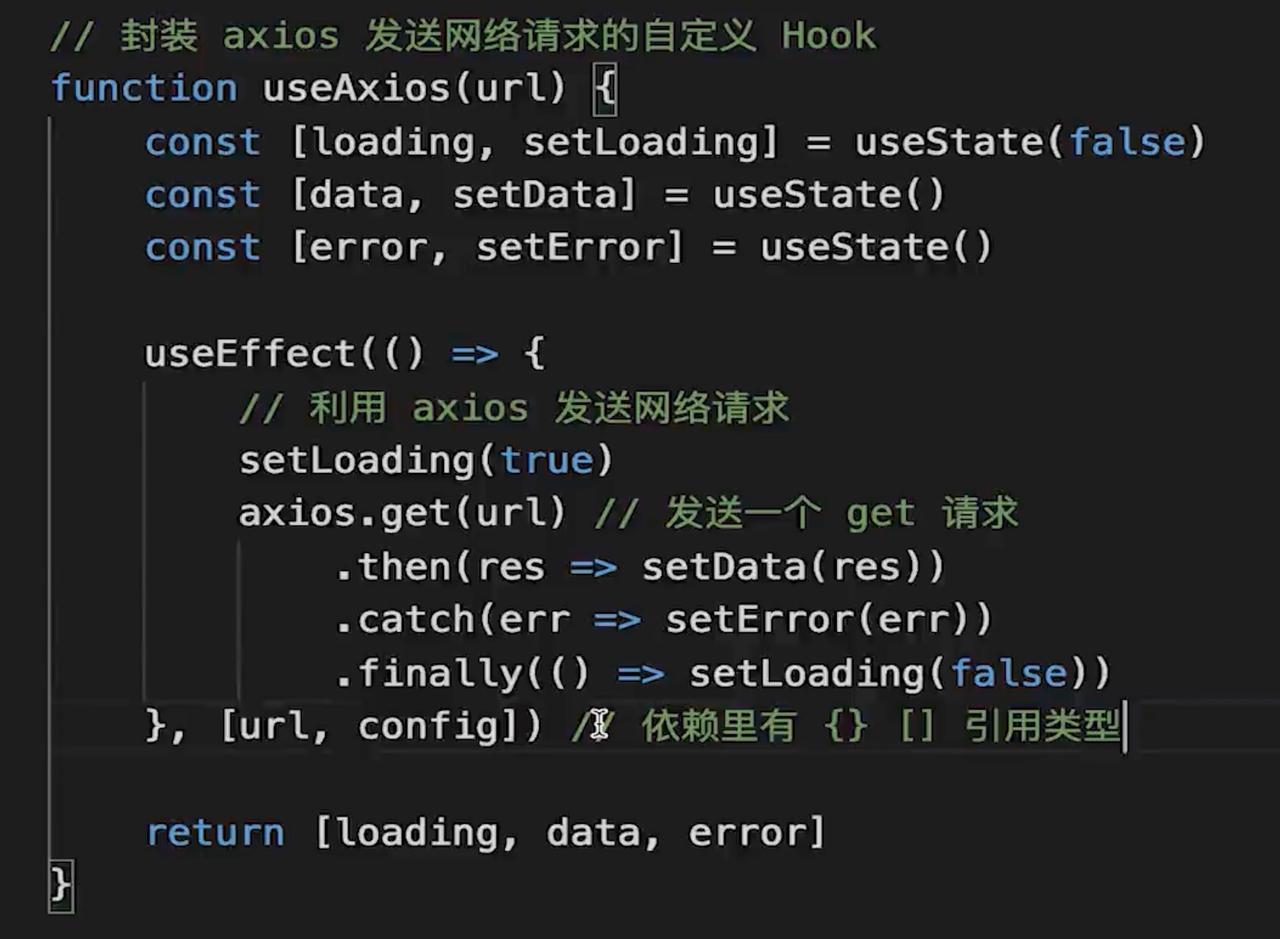 // 封装 axios 发送网络请求的自定义 Hook
function useAxios(url) {
const [loading, setLoading] = useState(false)
const [data, setData] = useState()
const [error, setError] = useState()
useEffect(() => {
// 利用 axios 发送网络请求
setLoading(true)
axios.get(url) // 发送一个 get 请求
.then(res => setData(res))
.catch(err => setError(err))
.finally(() => setLoading(false))
}, [url, config]) // 依赖里有 {} [] 引用类型
return [loading, data, error]
}